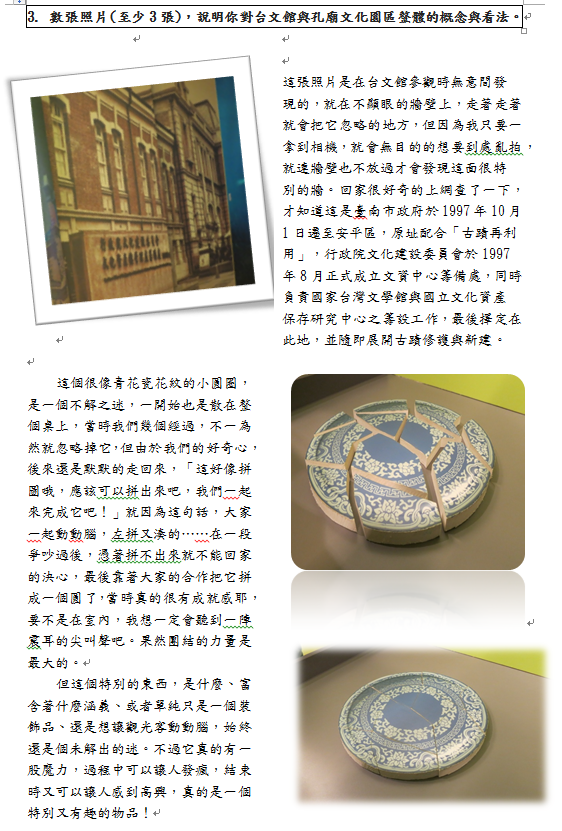 3. 數張照片(至少 3 張)，說明你對台文館與孔廟文化園區整體的概念與看法。
這張照片是在台文館參觀時無意間發
現的，就在不顯眼的牆壁上，走著走著
就會把它忽略的地方，但因為我只要一
拿到相機，就會無目的的想要到處亂拍，
就連牆壁也不放過才會發現這面很特
別的牆。回家很好奇的上網查了一下，
才知道這是臺南市政府於 1997 年 10 月
1 日遷至安平區，原址配合「古蹟再利
用」，行政院文化建設委員會於 1997
年 8 月正式成立文資中心籌備處，同時
負責國家台灣文學館與國立文化資產
保存研究中心之籌設工作，最後擇定在
此地，並隨即展開古蹟修護與新建。
這個很像青花瓷花紋的小圓圈，
是一個不解之迷，一開始也是散在整
個桌上，當時我們幾個經過，不一為
然就忽略掉它，但由於我們的好奇心，
後來還是默默的走回來，「這好像拼
圖哦，應該可以拼出來吧，我們一起
來完成它吧！」就因為這句話，大家
一起動動腦，左拼又湊的……在一段
爭吵過後，憑著拼不出來就不能回家
的決心，最後靠著大家的合作把它拼
成一個圓了，當時真的很有成就感耶，
要不是在室內，我想一定會聽到一陣
震耳的尖叫聲吧。果然團結的力量是
最大的。
但這個特別的東西，是什麼、富
含著什麼涵義、或者單純只是一個裝
飾品、還是想讓觀光客動動腦，始終
還是個未解出的迷。不過它真的有一
股魔力，過程中可以讓人發瘋，結束
時又可以讓人感到高興，真的是一個
特別又有趣的物品！